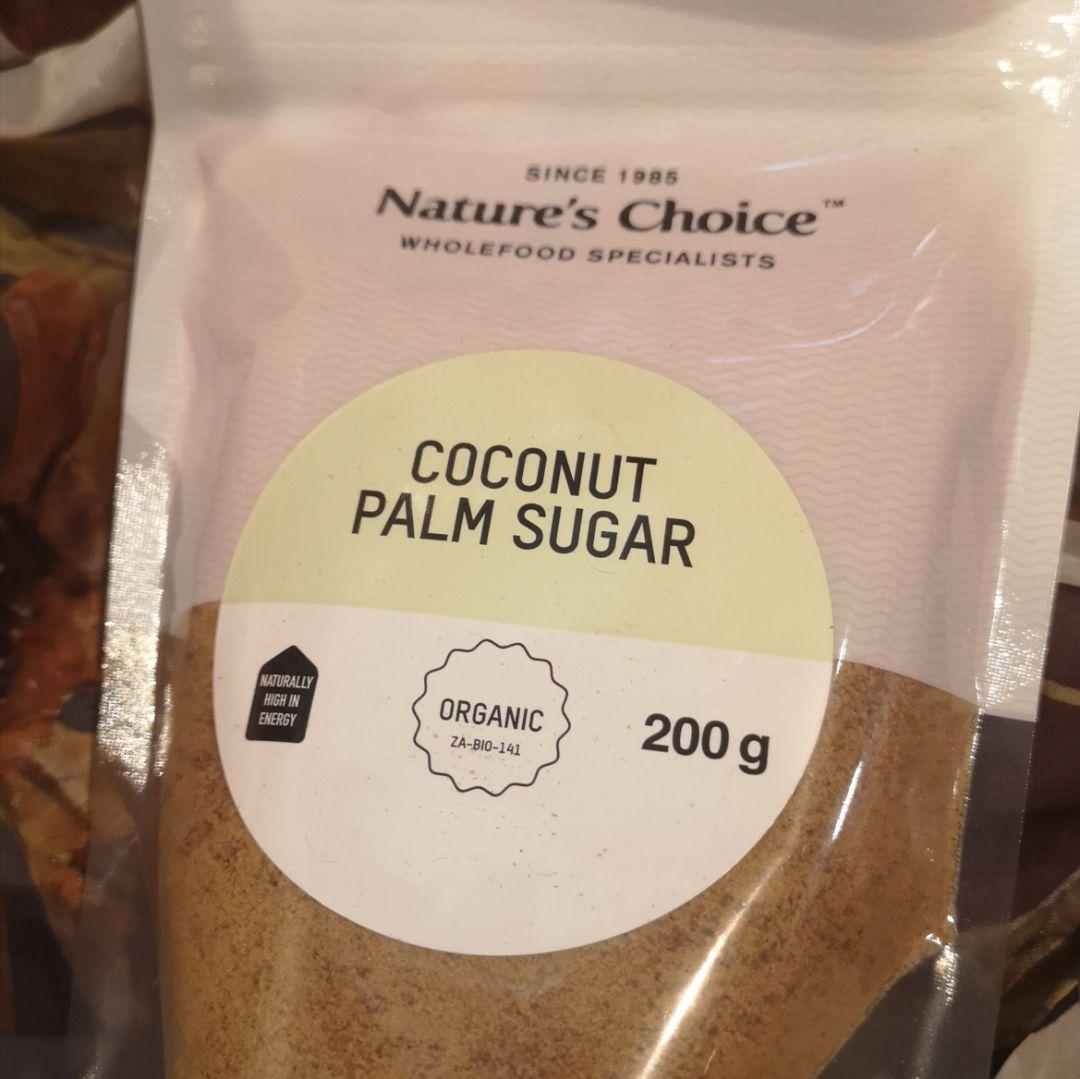 SINCE 1985
Nature's Choice™
WHOLEFOOD SPECIALISTS
COCONUT
PALM SUGAR
NATURALLY
HIGH IN
ENERGY
ORGANIC
ZA-BIO-141
200 g